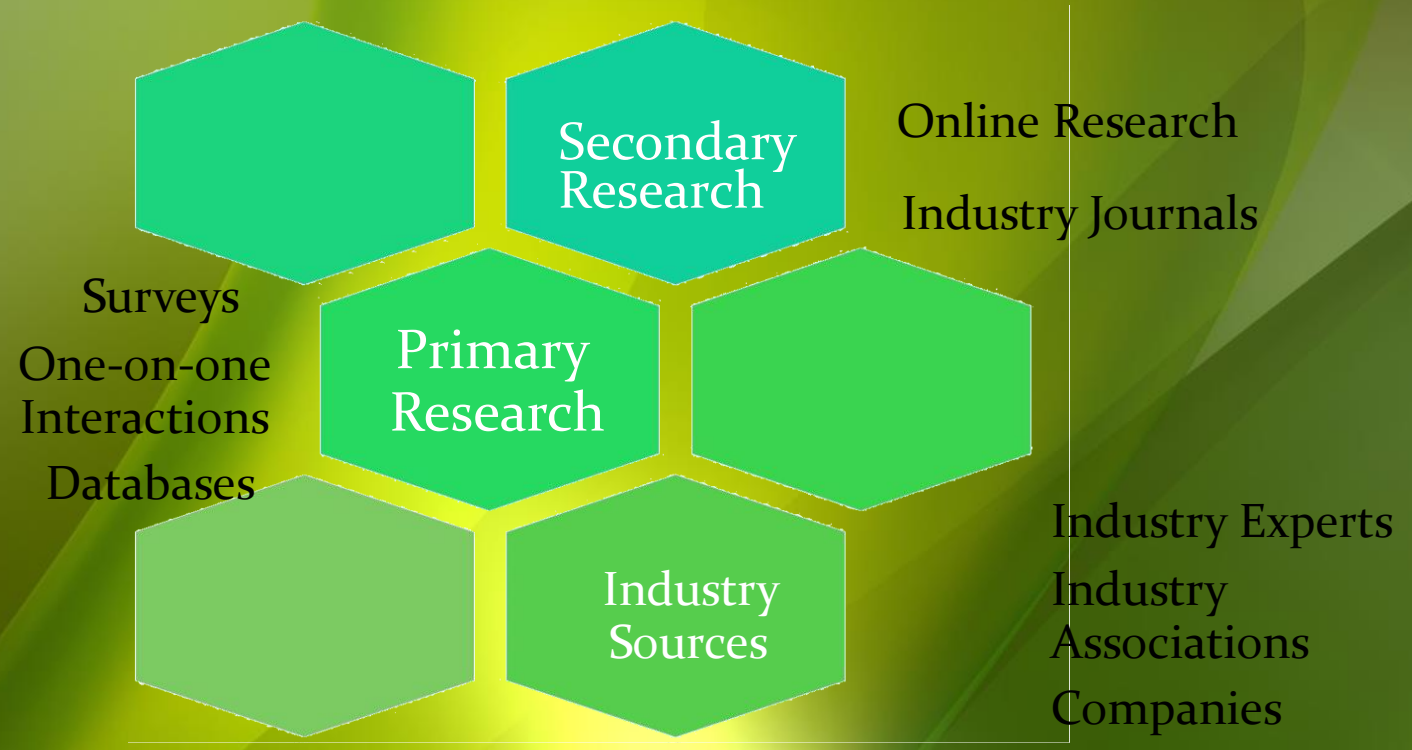 Secondary
Research
Online Research
Industry Journals
Surveys
One-on-one
Interactions
Databases
Primary
Research
Industry
Sources
Industry Experts
Industry
Associations
Companies